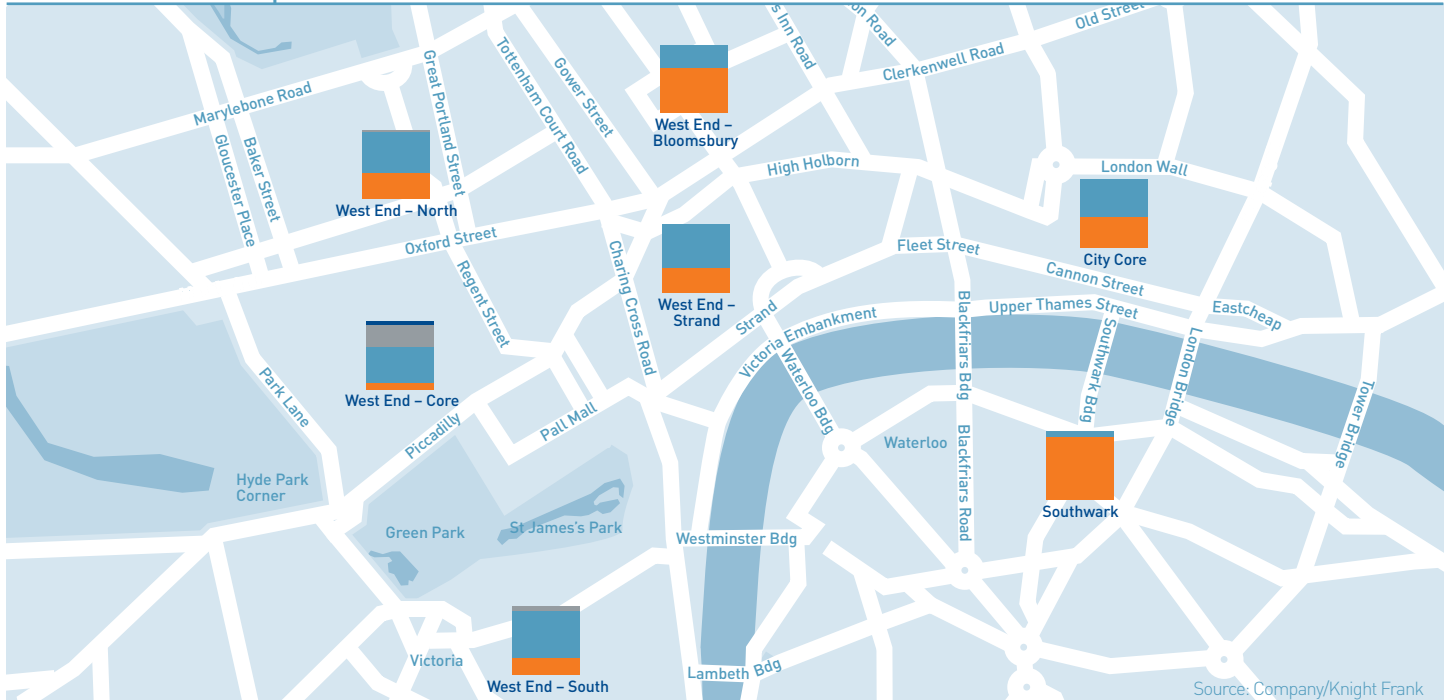 s Inn Road
on Road
Old Street
Clerkenwell Road
Great Portland Street
Tottenham Court Road
Gower Street
Marylebone Road
Gloucester Place
Baker Street
West End –
Bloomsbury
High Holborn
London Wall
West End – North
Oxford Street
Regent Street
Charing Cross Road
Fleet Street
City Core
Cannon Street
West End –
Strand
Strand
Victoria Embankment
Blackfriars Bdg
Upper Thames Street
Eastcheap
Southwark Bdg
London Bridge
Tower Bridge
Waterloo Bdg
Park Lane
West End – Core
Piccadilly
Pall Mall
Waterloo
Blackfriars Road
Hyde Park
Corner
Green Park
St James's Park
Southwark
Westminster Bdg
Victoria
Lambeth Bdg
West End – South
Source: Company/Knight Frank